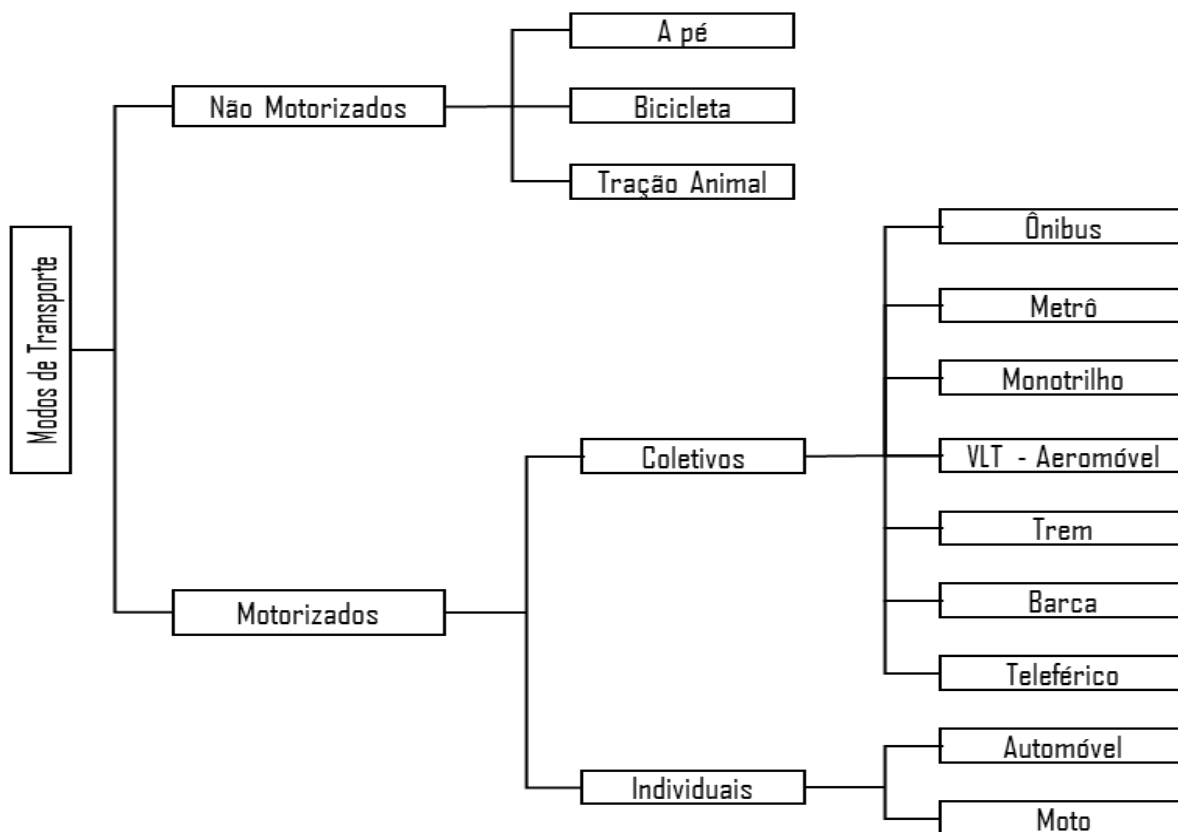 Modos de Transporte
Não Motorizados
A pé
Bicicleta
Tração Animal
Motorizados
Coletivos
Ônibus
Metrô
Monotrilho
VLT - Aeromóvel
Trem
Barca
Teleférico
Individuais
Automóvel
Moto